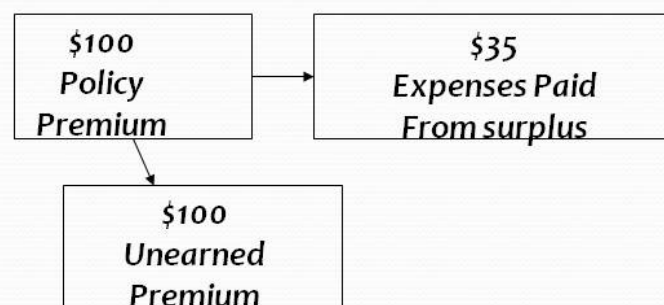 $100
Policy
Premium
$35
Expenses Paid
From surplus
$100
Unearned
Premium